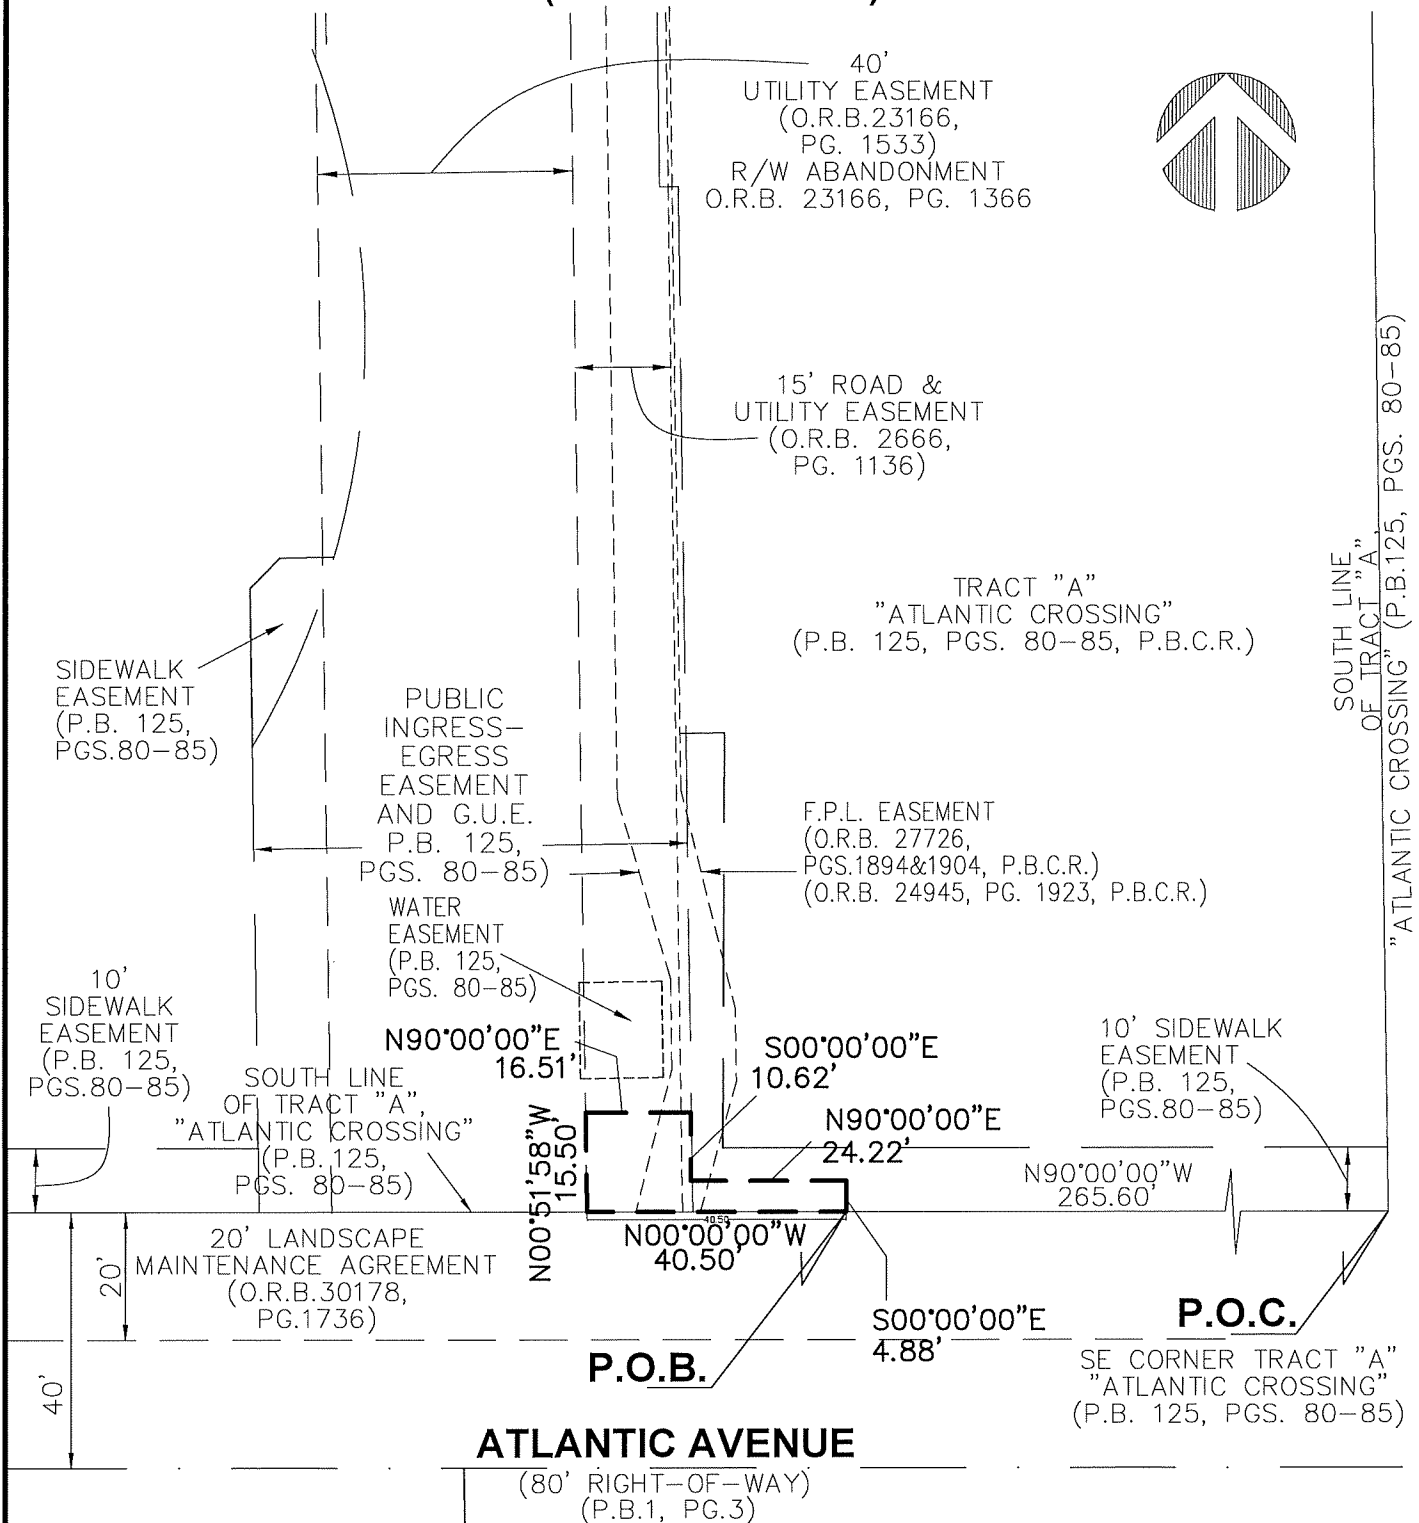 40'
UTILITY EASEMENT
(O.R.B.23166,
PG. 1533)
R/W ABANDONMENT
O.R.B. 23166, PG. 1366
15' ROAD &
UTILITY EASEMENT
(O.R.B. 2666,
PG. 1136)
TRACT "A"
"ATLANTIC CROSSING"
(P.B. 125, PGS. 80-85, P.B.C.R.)
SOUTH LINE
OF TRACT "A",
"ATLANTIC CROSSING" (P.B.125, PGS. 80-85)
SIDEWALK
EASEMENT
(P.B. 125,
PGS.80-85)
PUBLIC
INGRESS-
EGRESS
EASEMENT
AND G.U.E.
P.B. 125,
PGS. 80-85)
F.P.L. EASEMENT
(O.R.B. 27726,
PGS.1894&1904, P.B.C.R.)
(O.R.B. 24945, PG. 1923, P.B.C.R.)
WATER
EASEMENT
(P.B. 125,
PGS. 80-85)
10'
SIDEWALK
EASEMENT
(P.B. 125,
PGS.80-85)
N90°00'00"E
16.51'
S00°00'00"E
10.62'
10' SIDEWALK
EASEMENT
(P.B. 125,
PGS.80-85)
SOUTH LINE
OF TRACT "A",
"ATLANTIC CROSSING"
(P.B.125,
PGS. 80-85)
N00°51'58"W
15.50'
N90°00'00"E
24.22'
N90°00'00"W
265.60'
40.50
N00°00'00"W
40.50'
20' LANDSCAPE
MAINTENANCE AGREEMENT
(O.R.B.30178,
PG.1736)
20'
40'
S00°00'00"E
4.88'
P.O.B.
P.O.C.
SE CORNER TRACT "A"
"ATLANTIC CROSSING"
(P.B. 125, PGS. 80-85)
ATLANTIC AVENUE
(80' RIGHT-OF-WAY)
(P.B.1, PG.3)